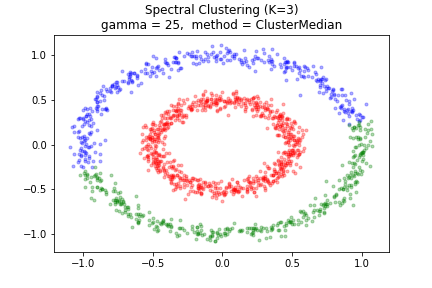 Spectral Clustering (K=3)
gamma = 25,  method = ClusterMedian
1.0
0.5
0.0
−0.5
−1.0
−1.0 −0.5 0.0 0.5 1.0